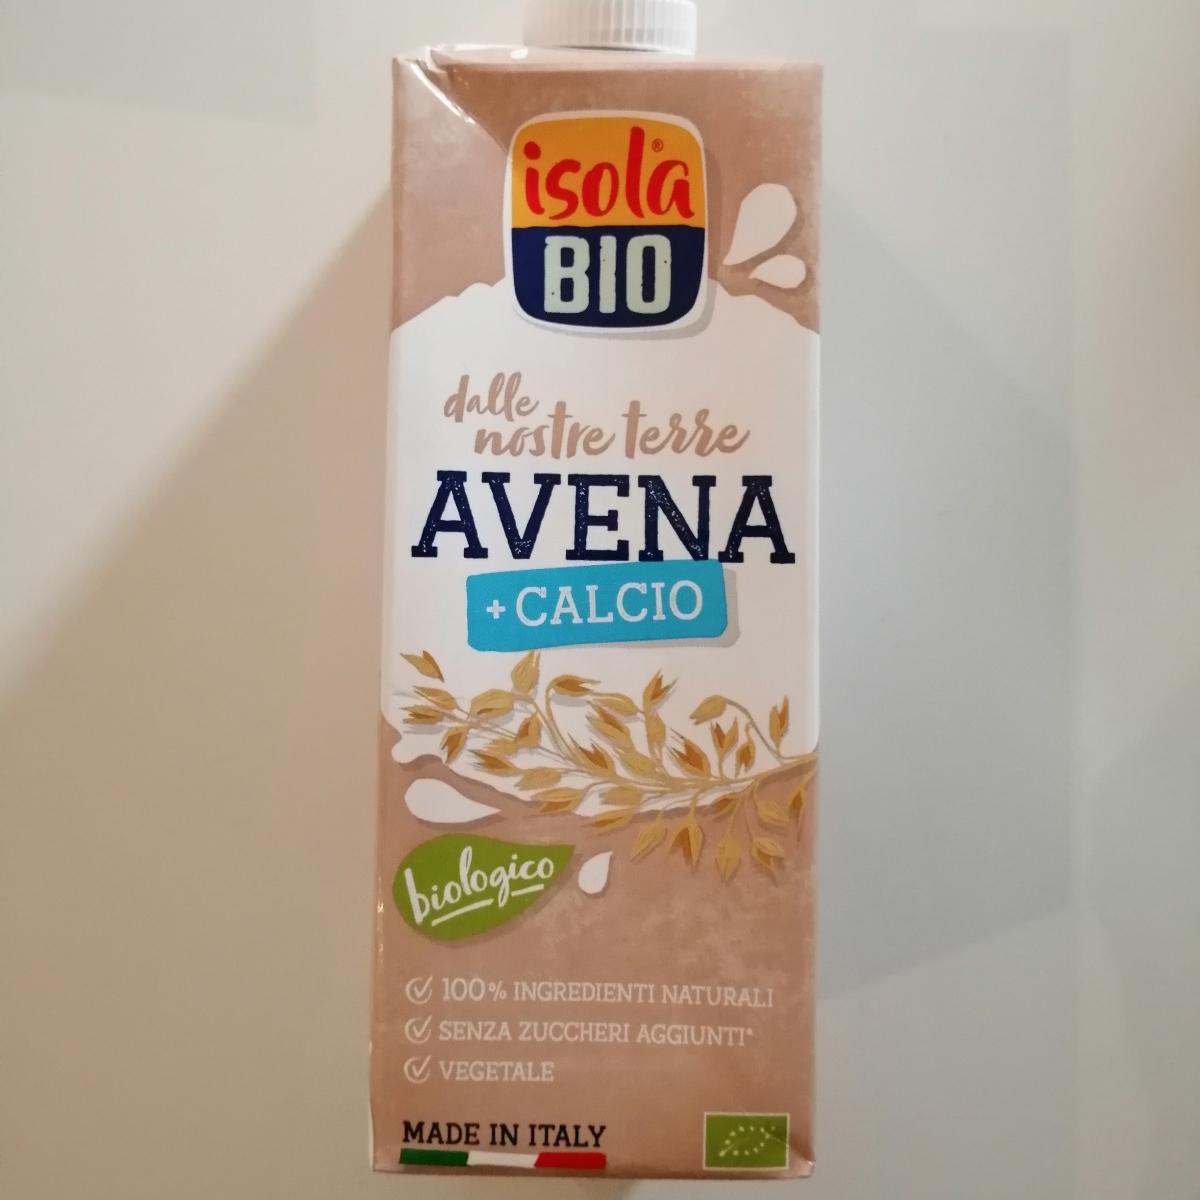 isola®
BIO
dalle
nostre terre
AVENA
+ CALCIO
biologico
100% INGREDIENTI NATURALI
SENZA ZUCCHERI AGGIUNTI*
VEGETALE
MADE IN ITALY